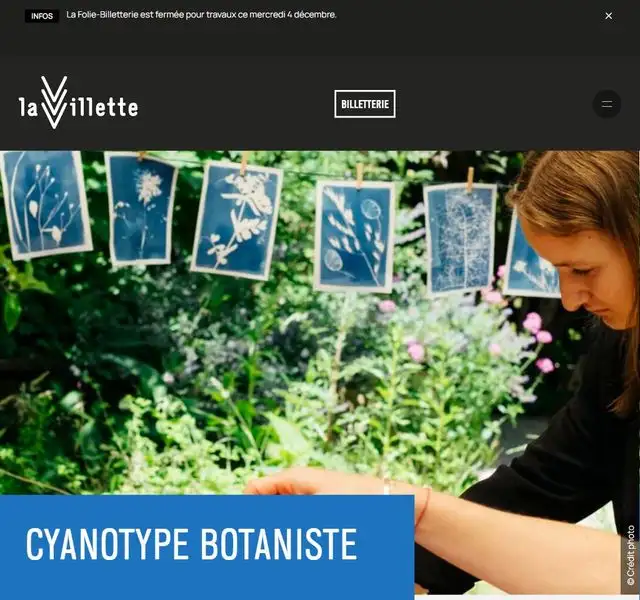 INFOS La Folie-Billetterie est fermée pour travaux ce mercredi 4 décembre.
la Villette
BILLETTERIE
CYANOTYPE BOTANISTE
© Crédit photo